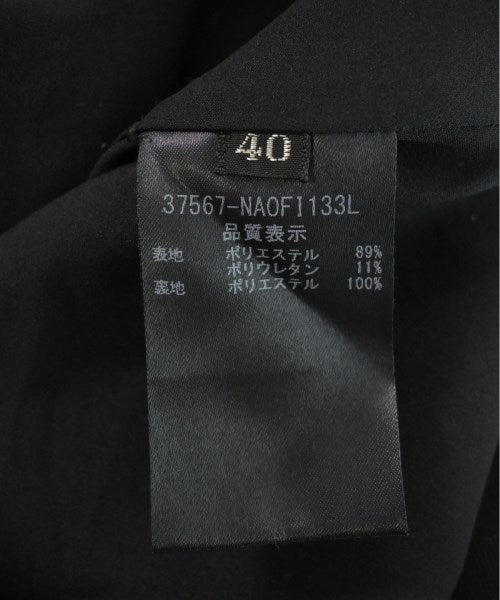 40
37567-NAOFI133L
品質表示
表地 ポリエステル 89%
ポリウレタン 11%
裏地 ポリエステル 100%